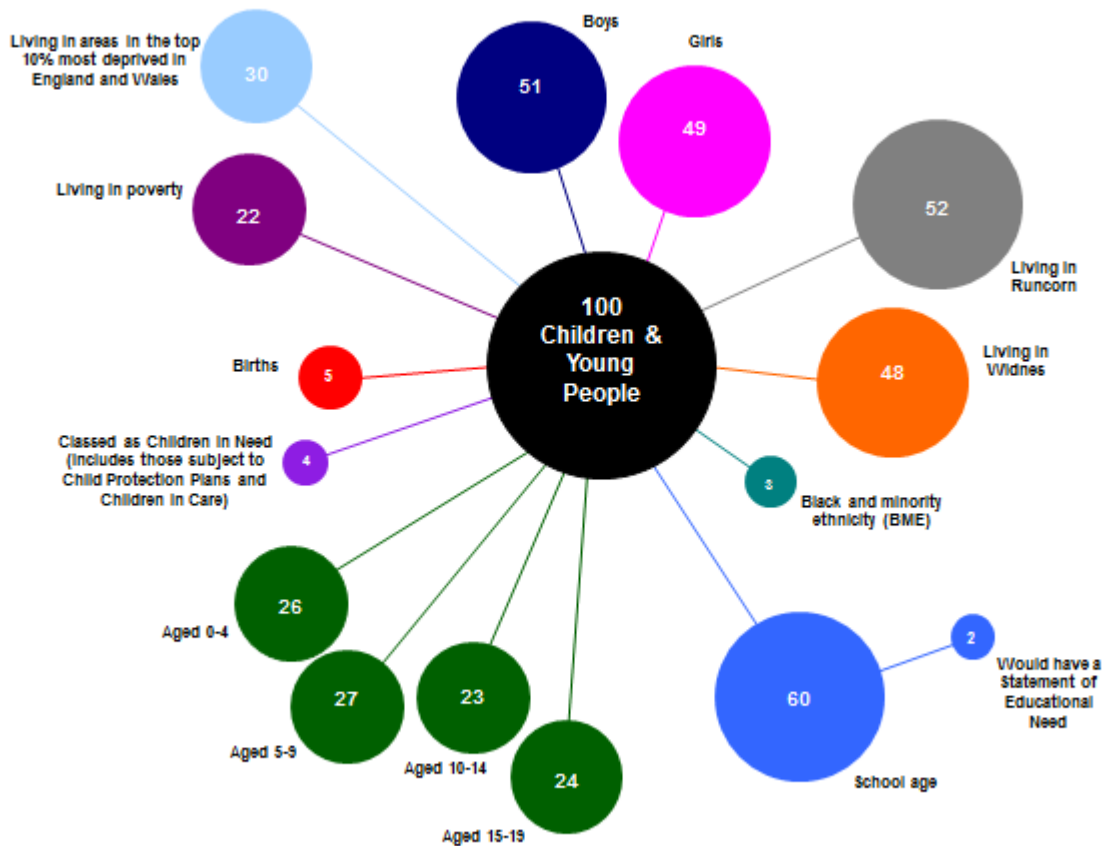 Living in areas in the top
10% most deprived in
England and Wales
30
Boys
51
Girls
49
Living in poverty
22
52
Living in
Runcorn
100
Children &
Young
People
Births
5
48
Living in
Widnes
Classed as Children in Need
(includes those subject to
Child Protection Plans and
Children in Care)
4
Black and minority
ethnicity (BME)
26
Aged 0-4
27
Aged 5-9
23
Aged 10-14
24
Aged 15-19
60
School age
2
Would have a
Statement of
Educational
Need